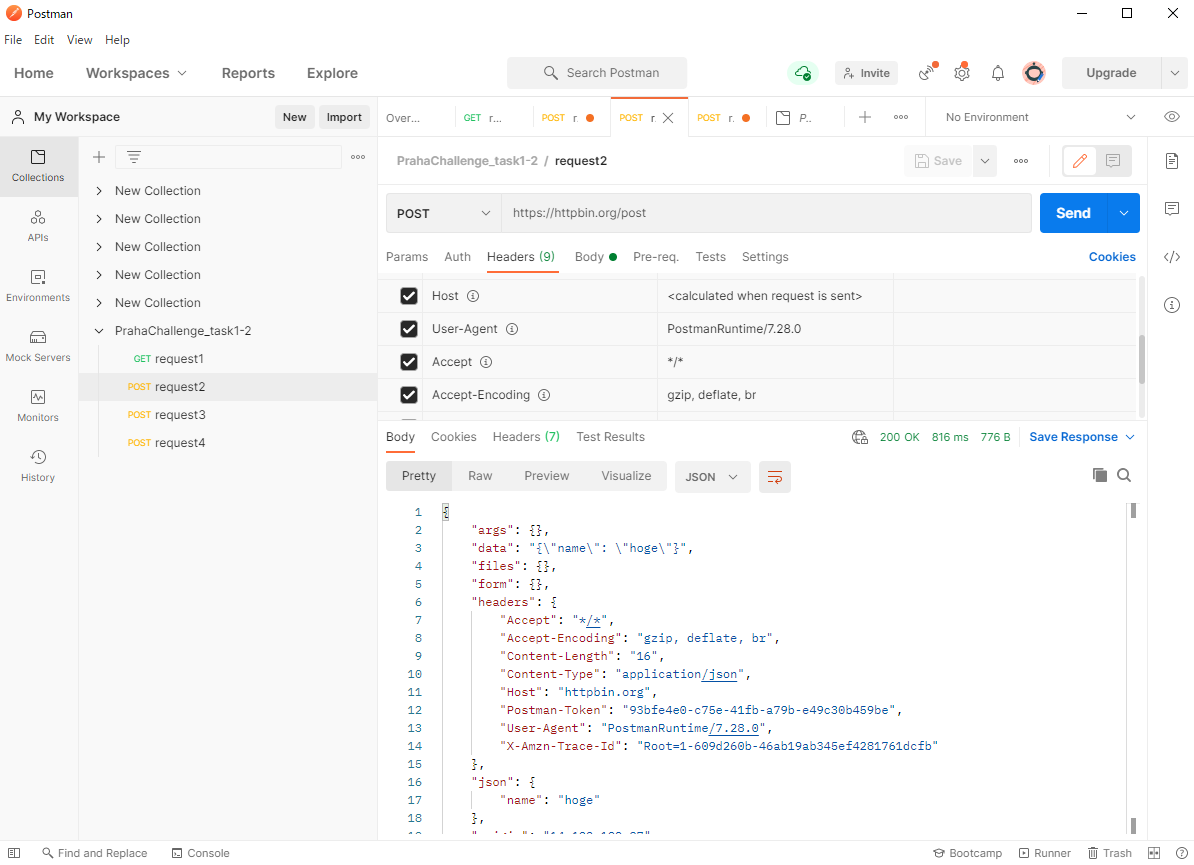 Postman
File Edit View Help
Home Workspaces Reports Explore Search Postman Invite Upgrade
My Workspace New Import
Over... GET r... POST r. POST r. POST r. P.. No Environment
PrahaChallenge_task1-2 / request2 Save
Collections
APIs
Environments
Mock Servers
Monitors
History
New Collection
New Collection
New Collection
New Collection
New Collection
PrahaChallenge_task1-2
GET request1
POST request2
POST request3
POST request4
POST https://httpbin.org/post Send
Params Auth Headers (9) Body Pre-req. Tests Settings Cookies
Host <calculated when request is sent>
User-Agent PostmanRuntime/7.28.0
Accept */*
Accept-Encoding gzip, deflate, br
Body Cookies Headers (7) Test Results 200 OK 816 ms 776 B Save Response
Pretty Raw Preview Visualize JSON
1 {
2 "args": {},
3 "data": "{\"name\": \"hoge\"}",
4 "files": {},
5 "form": {},
6 "headers": {
7 "Accept": "*/*",
8 "Accept-Encoding": "gzip, deflate, br",
9 "Content-Length": "16",
10 "Content-Type": "application/json",
11 "Host": "httpbin.org",
12 "Postman-Token": "93bfe4e0-c75e-41fb-a79b-e49c30b459be",
13 "User-Agent": "PostmanRuntime/7.28.0",
14 "X-Amzn-Trace-Id": "Root=1-609d260b-46ab19ab345ef4281761dcfb"
15 },
16 "json": {
17 "name": "hoge"
18 },
Find and Replace Console Bootcamp Runner Trash